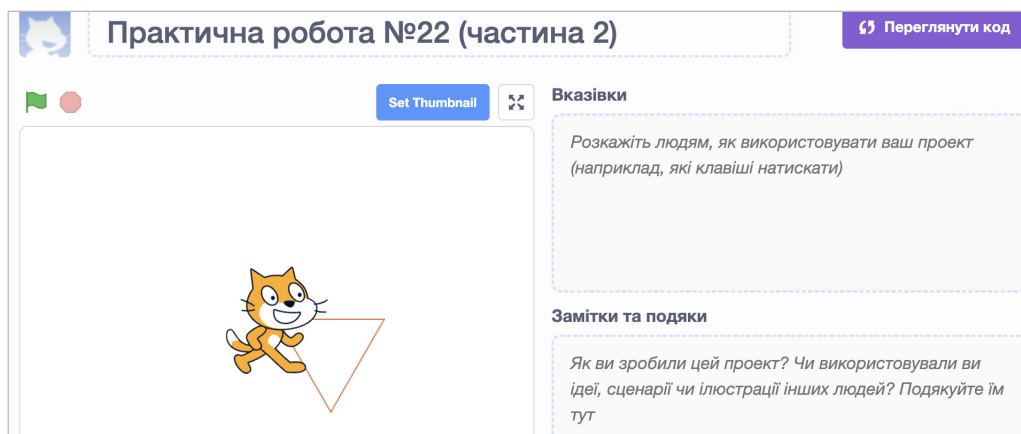 Практична робота №22 (частина 2)
Переглянути код
Set Thumbnail
Вказівки
Розкажіть людям, як використовувати ваш проект
(наприклад, які клавіші натискати)
Замітки та подяки
Як ви зробили цей проект? Чи використовували ви
ідеї, сценарії чи ілюстрації інших людей? Подякуйте їм
тут